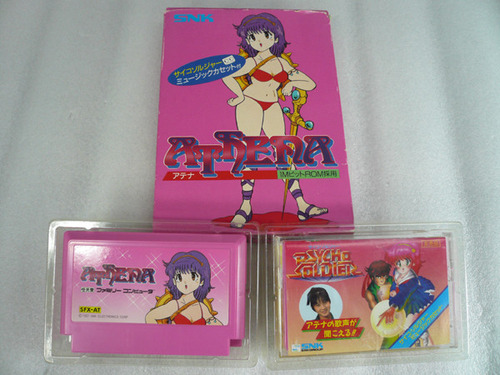 SNK
サイコソルジャー
ミュージックカセット付
ATHENA
アテナ
1MビットROM採用
ATHENA
ファミリー コンピュータ
SFX-AT
PSYCHO
SOLDIER
アテナの歌声が
聞こえる!!
SNK